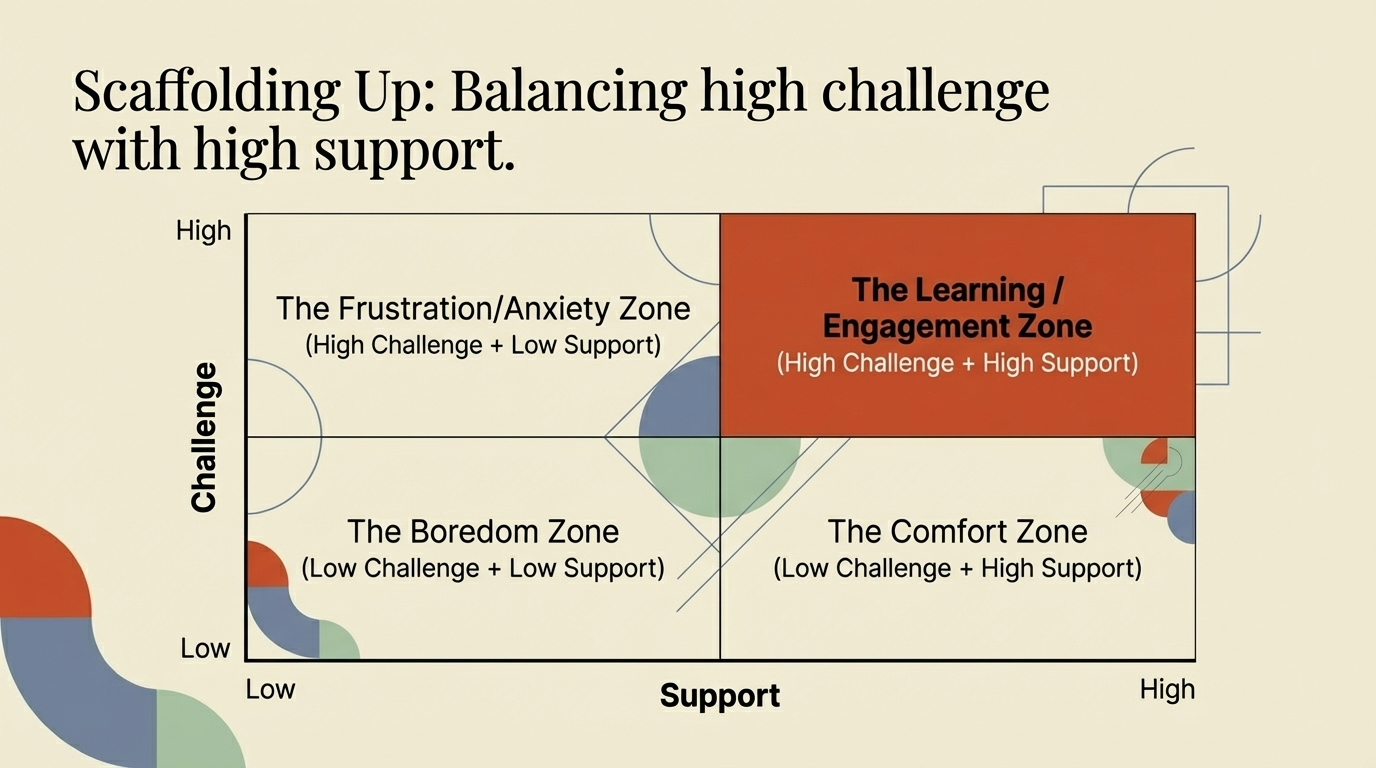 Scaffolding Up: Balancing high challenge
with high support.
High
The Frustration/Anxiety Zone
(High Challenge + Low Support)
The Learning /
Engagement Zone
(High Challenge + High Support)
Challenge
The Boredom Zone
(Low Challenge + Low Support)
The Comfort Zone
(Low Challenge + High Support)
Low
Low
Support
High